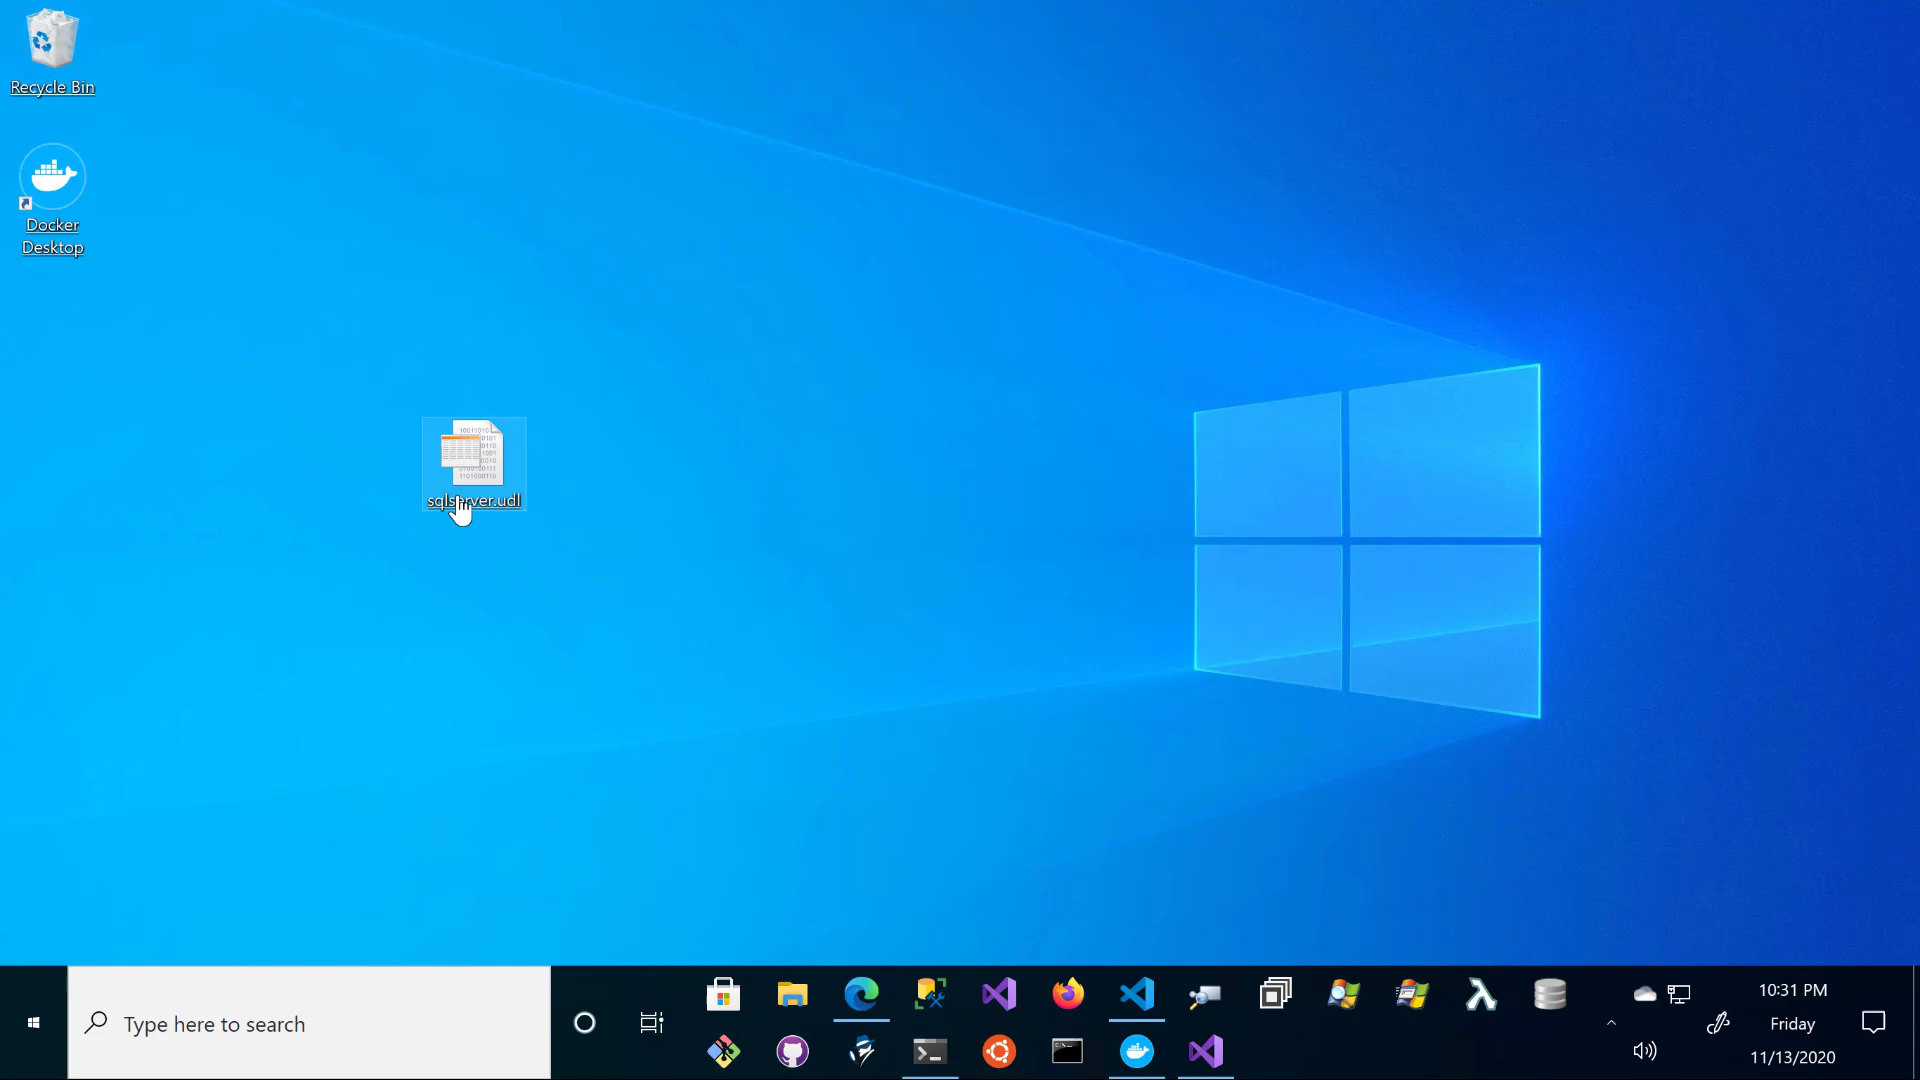 Recycle Bin
Docker
Desktop
sqlserver.udl
Type here to search
10:31 PM
Friday
11/13/2020